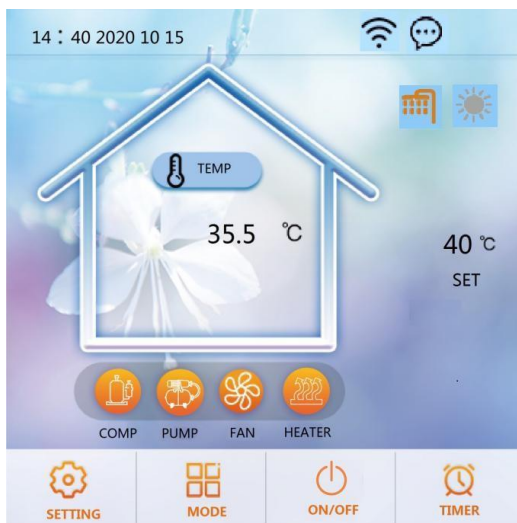 14 : 40 2020 10 15
TEMP
35.5 ℃
40 ℃
SET
COMP PUMP FAN HEATER
SETTING MODE ON/OFF TIMER